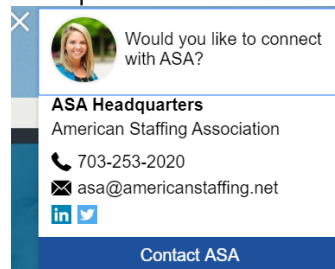 Would you like to connect
with ASA?
ASA Headquarters
American Staffing Association
703-253-2020
asa@americanstaffing.net
in
Contact ASA